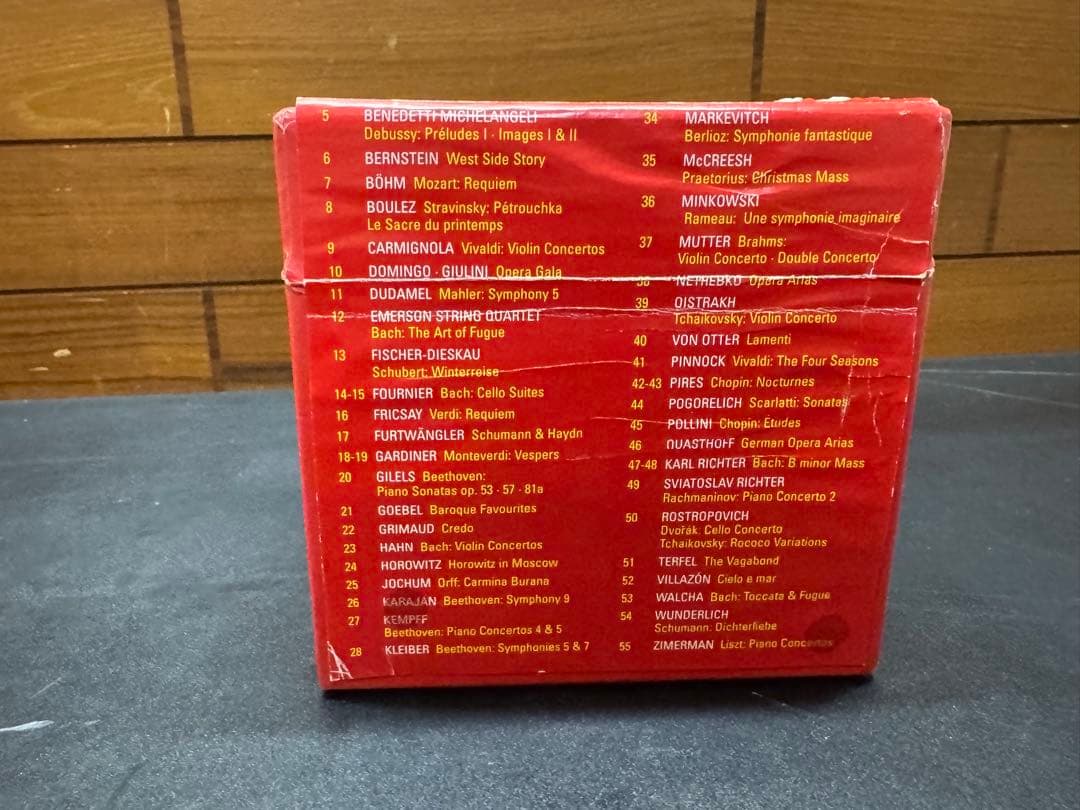 5 BENEDETTI MICHELANGELI
Debussy: Préludes I · Images I & II
6 BERNSTEIN West Side Story
7 BÖHM Mozart: Requiem
8 BOULEZ Stravinsky: Pétrouchka
Le Sacre du printemps
9 CARMIGNOLA Vivaldi: Violin Concertos
10 DOMINGO · GIULINI Opera Gala
11 DUDAMEL Mahler: Symphony 5
12 EMERSON STRING QUARTET
Bach: The Art of Fugue
13 FISCHER-DIESKAU
Schubert: Winterreise
14-15 FOURNIER Bach: Cello Suites
16 FRICSAY Verdi: Requiem
17 FURTWÄNGLER Schumann & Haydn
18-19 GARDINER Monteverdi: Vespers
20 GILELS Beethoven:
Piano Sonatas op. 53 · 57 · 81a
21 GOEBEL Baroque Favourites
22 GRIMAUD Credo
23 HAHN Bach: Violin Concertos
24 HOROWITZ Horowitz in Moscow
25 JOCHUM Orff: Carmina Burana
26 KARAJAN Beethoven: Symphony 9
27 KEMPFF
Beethoven: Piano Concertos 4 & 5
28 KLEIBER Beethoven: Symphonies 5 & 7
34 MARKEVITCH
Berlioz: Symphonie fantastique
35 McCREESH
Praetorius: Christmas Mass
36 MINKOWSKI
Rameau: Une symphonie imaginaire
37 MUTTER Brahms:
Violin Concerto · Double Concerto
38 NETREBKO Opera Arias
39 OISTRAKH
Tchaikovsky: Violin Concerto
40 VON OTTER Lamenti
41 PINNOCK Vivaldi: The Four Seasons
42-43 PIRES Chopin: Nocturnes
44 POGORELICH Scarlatti: Sonatas
45 POLLINI Chopin: Études
46 QUASTHOFF German Opera Arias
47-48 KARL RICHTER Bach: B minor Mass
49 SVIATOSLAV RICHTER
Rachmaninov: Piano Concerto 2
50 ROSTROPOVICH
Dvořák: Cello Concerto
Tchaikovsky: Rococo Variations
51 TERFEL The Vagabond
52 VILLAZÓN Cielo e mar
53 WALCHA Bach: Toccata & Fugue
54 WUNDERLICH
Schumann: Dichterliebe
55 ZIMERMAN Liszt: Piano Concertos